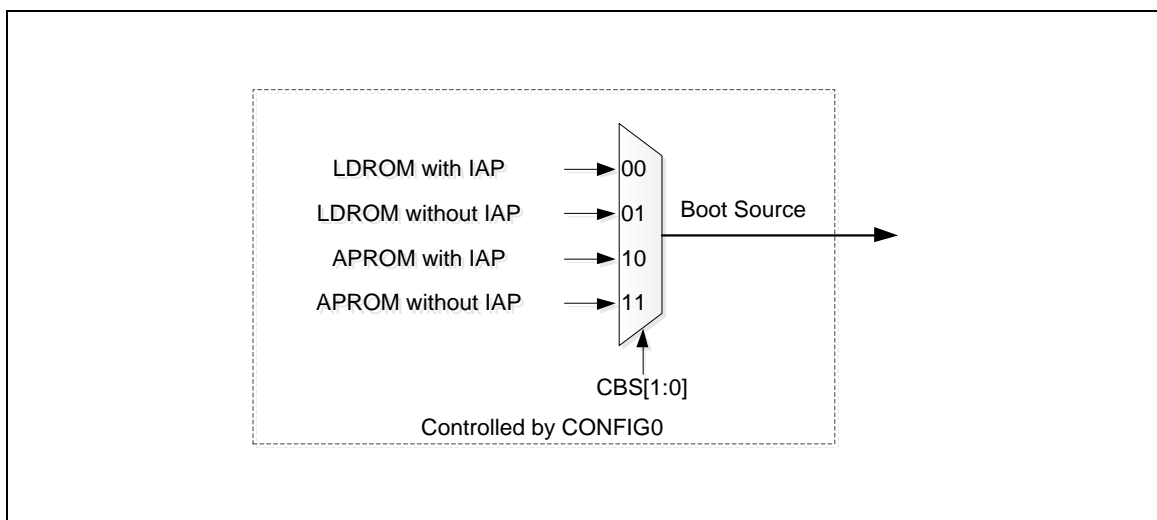 LDROM with IAP
00
LDROM without IAP
01
Boot Source
APROM with IAP
10
APROM without IAP
11
CBS[1:0]
Controlled by CONFIG0